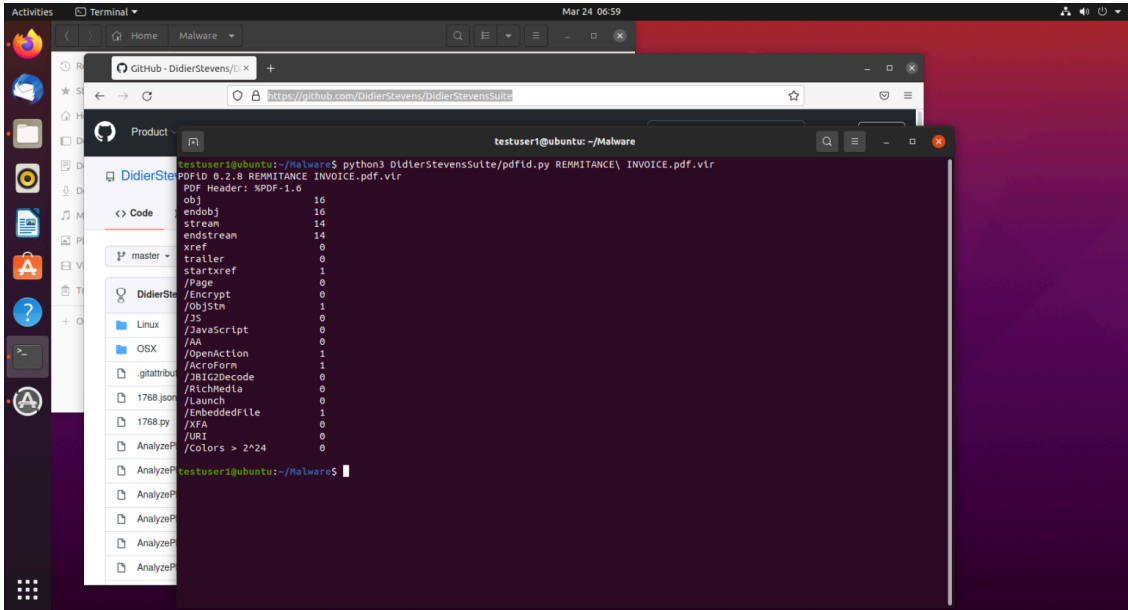 Activities
Terminal
Mar 24 06:59
Home Malware
GitHub - DidierStevens/D
https://github.com/DidierStevens/DidierStevensSuite
Product
testuser1@ubuntu: ~/Malware
testuser1@ubuntu:~/Malware$ python3 DidierStevensSuite/pdfid.py REMMITANCE\ INVOICE.pdf.vir
PDFiD 0.2.8 REMMITANCE INVOICE.pdf.vir
PDF Header: %PDF-1.6
obj 16
endobj 16
stream 14
endstream 14
xref 0
trailer 0
startxref 1
/Page 0
/Encrypt 0
/ObjStm 1
/JS 0
/JavaScript 0
/AA 0
/OpenAction 1
/AcroForm 1
/JBIG2Decode 0
/RichMedia 0
/Launch 0
/EmbeddedFile 1
/XFA 0
/URI 0
/Colors > 2^24 0
testuser1@ubuntu:~/Malware$
DidierSte
<> Code
master
DidierSte
Linux
OSX
.gitattribut
1768.json
1768.py
AnalyzeP
AnalyzeP
AnalyzeP
AnalyzeP
AnalyzeP
AnalyzeP